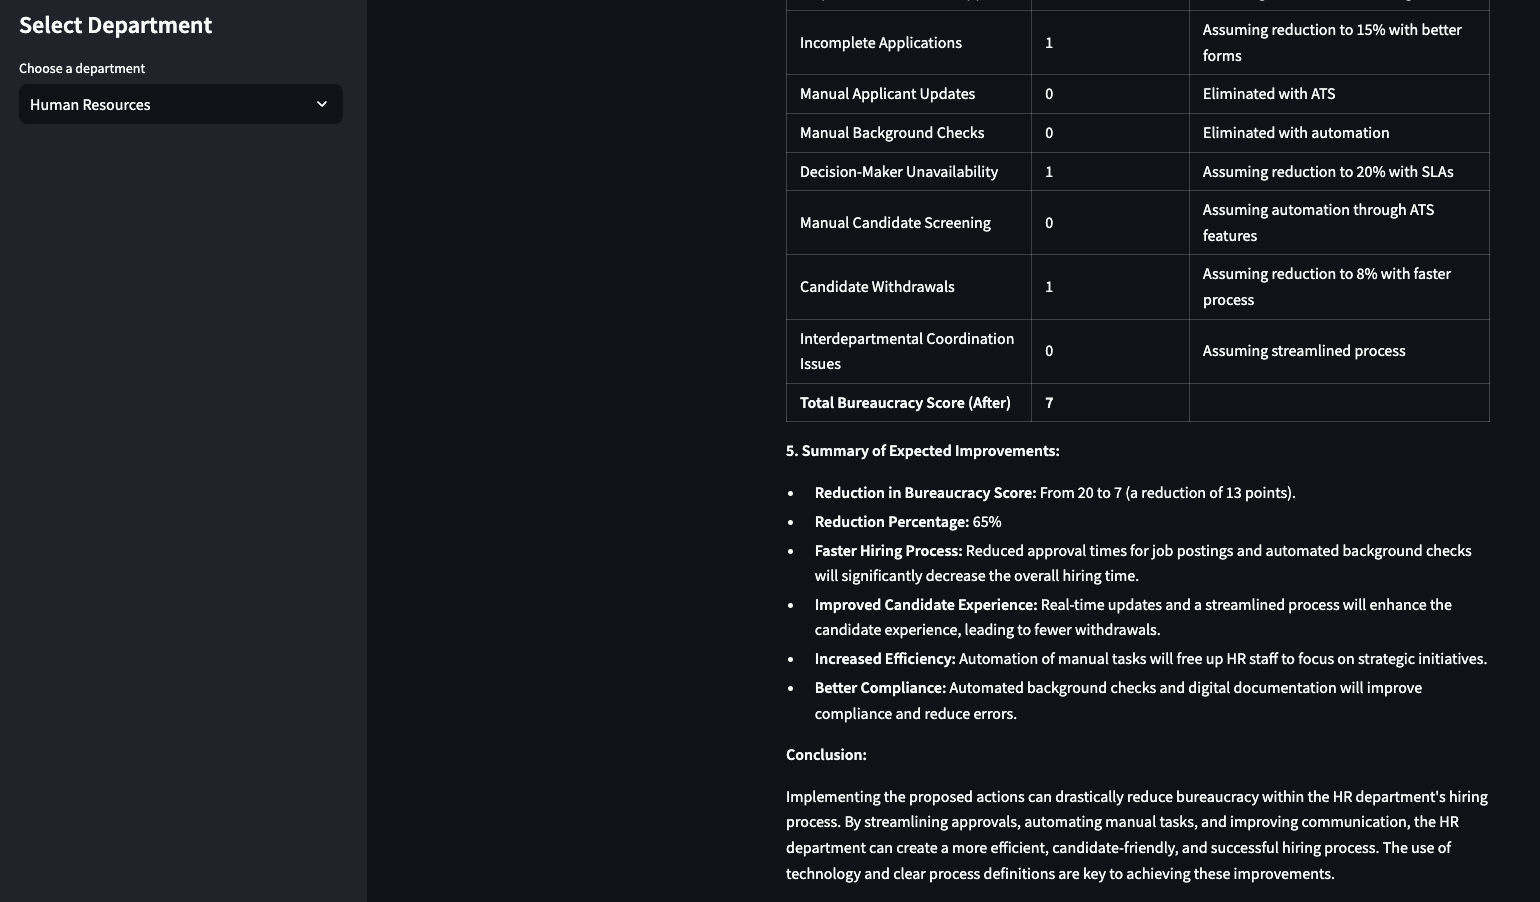 Select Department
Choose a department
Human Resources
Incomplete Applications 1 Assuming reduction to 15% with better
forms
Manual Applicant Updates 0 Eliminated with ATS
Manual Background Checks 0 Eliminated with automation
Decision-Maker Unavailability 1 Assuming reduction to 20% with SLAs
Manual Candidate Screening 0 Assuming automation through ATS
features
Candidate Withdrawals 1 Assuming reduction to 8% with faster
process
Interdepartmental Coordination
Issues 0 Assuming streamlined process
Total Bureaucracy Score (After) 7
5. Summary of Expected Improvements:
• Reduction in Bureaucracy Score: From 20 to 7 (a reduction of 13 points).
• Reduction Percentage: 65%
• Faster Hiring Process: Reduced approval times for job postings and automated background checks
will significantly decrease the overall hiring time.
• Improved Candidate Experience: Real-time updates and a streamlined process will enhance the
candidate experience, leading to fewer withdrawals.
• Increased Efficiency: Automation of manual tasks will free up HR staff to focus on strategic initiatives.
• Better Compliance: Automated background checks and digital documentation will improve
compliance and reduce errors.
Conclusion:
Implementing the proposed actions can drastically reduce bureaucracy within the HR department's hiring
process. By streamlining approvals, automating manual tasks, and improving communication, the HR
department can create a more efficient, candidate-friendly, and successful hiring process. The use of
technology and clear process definitions are key to achieving these improvements.